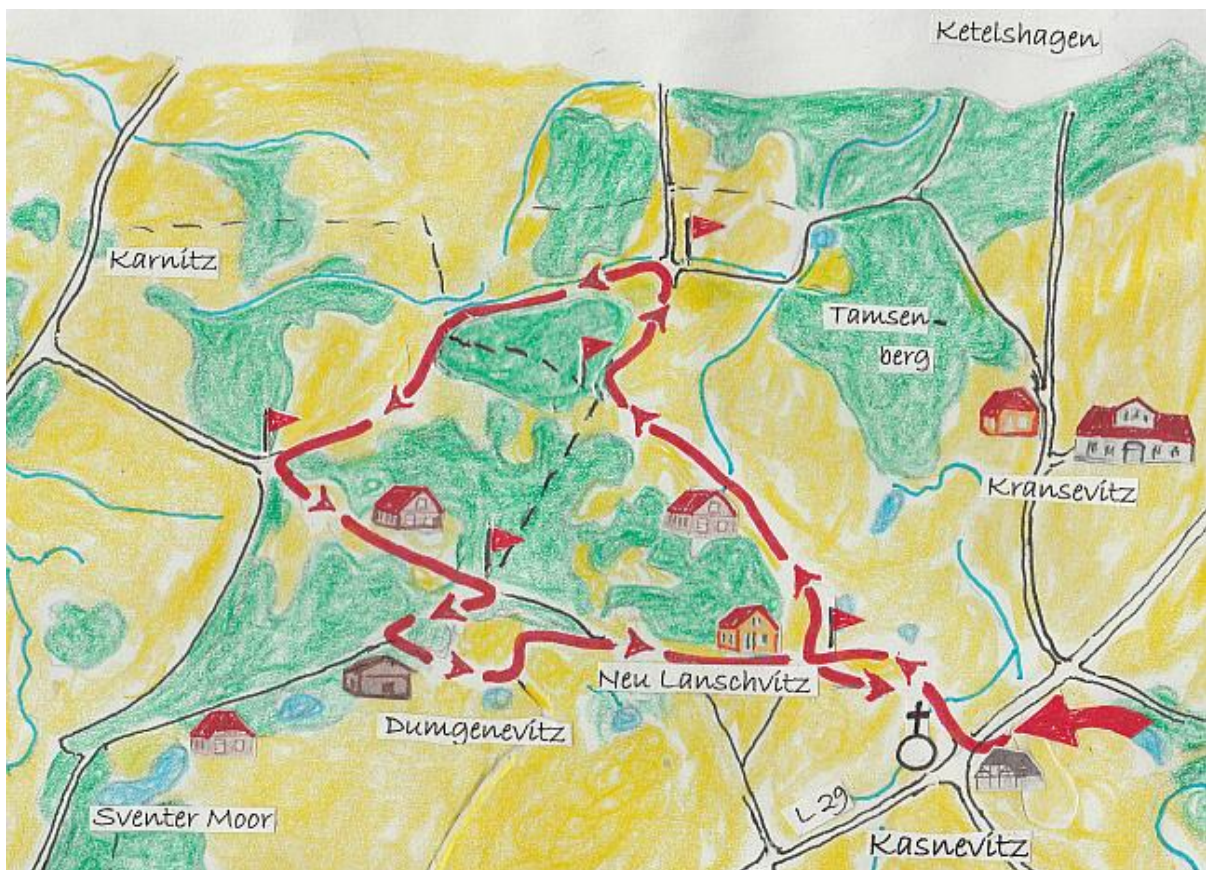 Ketelshagen
Karnitz
Tamsen-
berg
Kransevitz
Neu Lanschvitz
Dumgenevitz
Sventer Moor
L 29
Kasnevitz